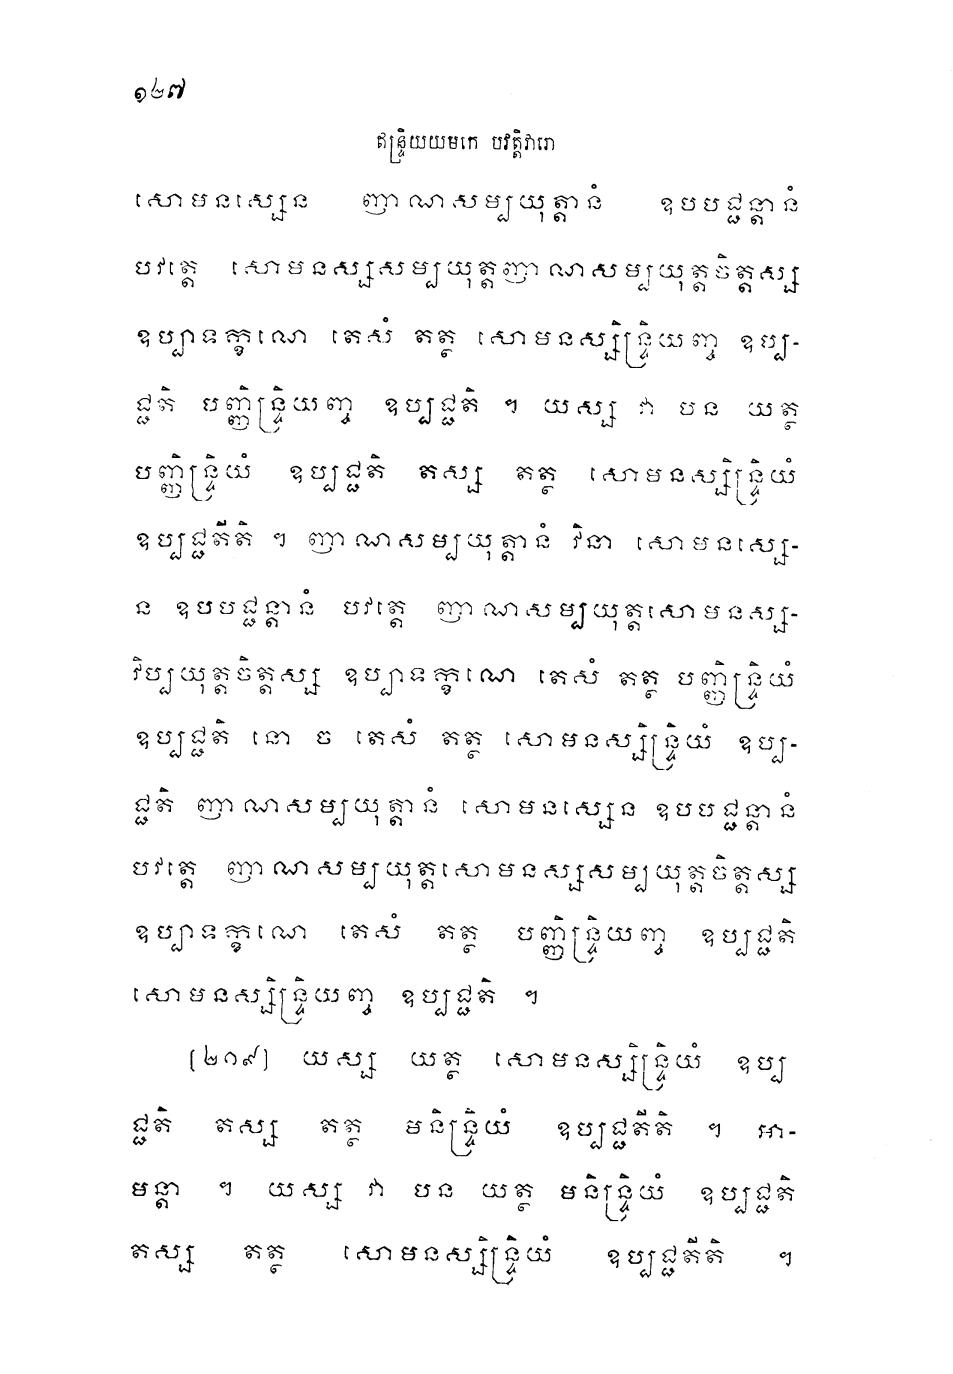 ១៤៧
ឥន្ទ្រិយយមកេ បវត្តិវារោ
សោមនស្សេន ញាណសម្បយុត្តានំ ឧបបជ្ជន្តានំ
បវត្តេ សោមនស្សសម្បយុត្តញាណសម្បយុត្តចិត្តស្ស
ឧប្បាទក្ខណេ តេសំ តត្ថ សោមនស្សិន្ទ្រិយញ្ច ឧប្ប-
ជ្ជតិ បញ្ញិន្ទ្រិយញ្ច ឧប្បជ្ជតិ ។ យស្ស វា បន យត្ថ
បញ្ញិន្ទ្រិយំ ឧប្បជ្ជតិ តស្ស តត្ថ សោមនស្សិន្ទ្រិយំ
ឧប្បជ្ជតីតិ ។ ញាណសម្បយុត្តានំ វិនា សោមនស្សេ-
ន ឧបបជ្ជន្តានំ បវត្តេ ញាណសម្បយុត្តសោមនស្ស-
វិប្បយុត្តចិត្តស្ស ឧប្បាទក្ខណេ តេសំ តត្ថ បញ្ញិន្ទ្រិយំ
ឧប្បជ្ជតិ នោ ច តេសំ តត្ថ សោមនស្សិន្ទ្រិយំ ឧប្ប-
ជ្ជតិ ញាណសម្បយុត្តានំ សោមនស្សេន ឧបបជ្ជន្តានំ
បវត្តេ ញាណសម្បយុត្តសោមនស្សសម្បយុត្តចិត្តស្ស
ឧប្បាទក្ខណេ តេសំ តត្ថ បញ្ញិន្ទ្រិយញ្ច ឧប្បជ្ជតិ
សោមនស្សិន្ទ្រិយញ្ច ឧប្បជ្ជតិ ។
[២៣៩] យស្ស យត្ថ សោមនស្សិន្ទ្រិយំ ឧប្ប
ជ្ជតិ តស្ស តត្ថ មនិន្ទ្រិយំ ឧប្បជ្ជតីតិ ។ អា-
មន្តា ។ យស្ស វា បន យត្ថ មនិន្ទ្រិយំ ឧប្បជ្ជតិ
តស្ស តត្ថ សោមនស្សិន្ទ្រិយំ ឧប្បជ្ជតីតិ ។